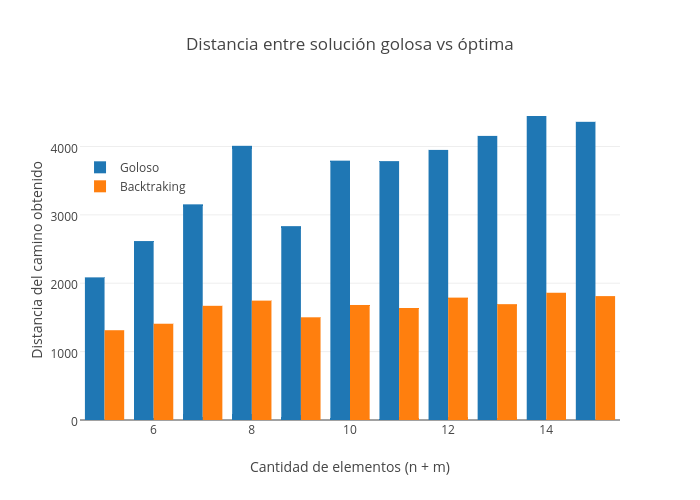 Distancia entre solución golosa vs óptima
Goloso
Backtraking
Distancia del camino obtenido
4000
3000
2000
1000
0
6
8
10
12
14
Cantidad de elementos (n + m)